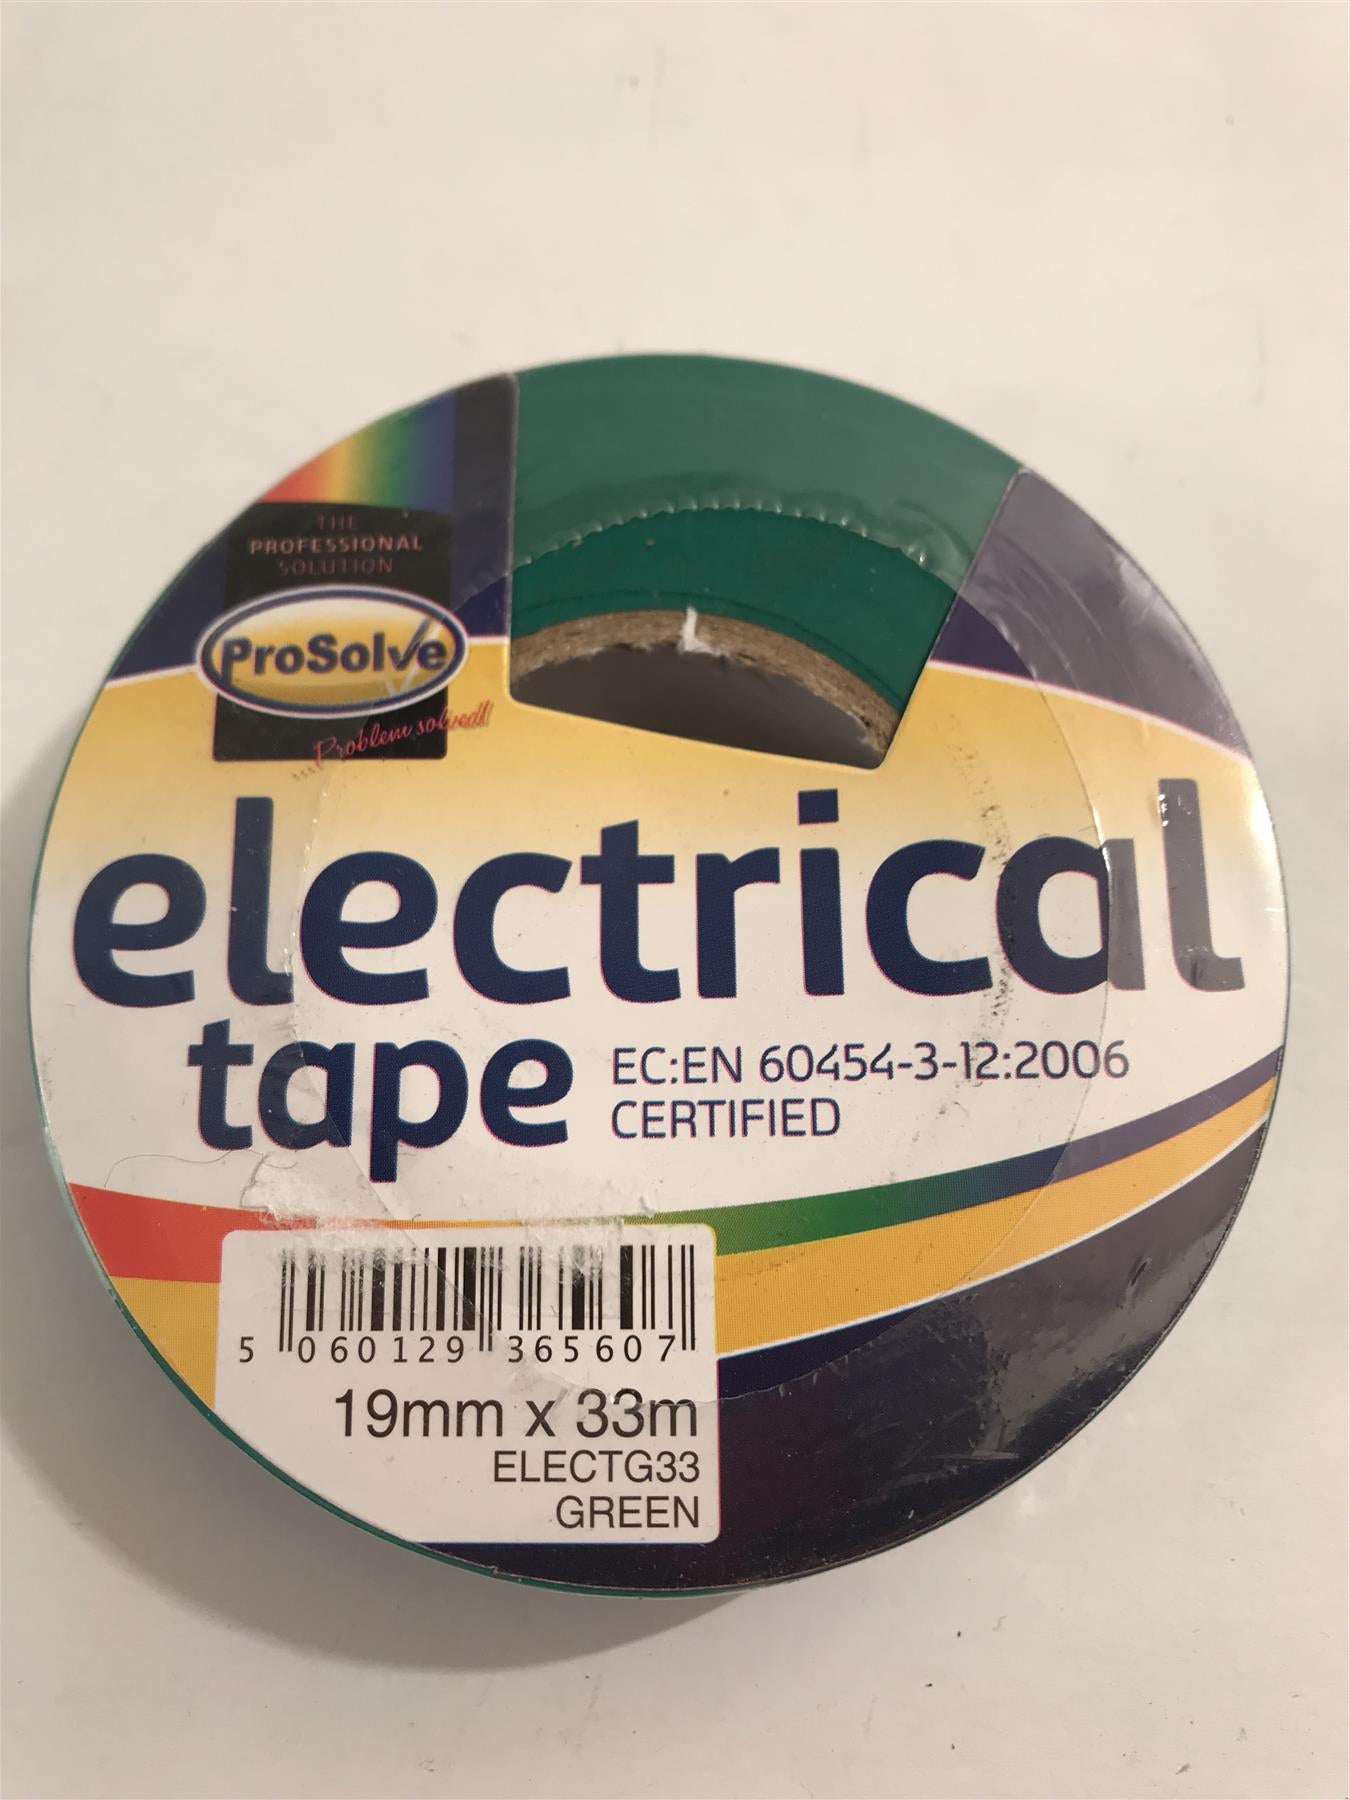 THE
PROFESSIONAL
SOLUTION
ProSolve
....Problem solved!!
electrical
tape
EC:EN 60454-3-12:2006
CERTIFIED
5 060129 365607
19mm x 33m
ELECTG33
GREEN